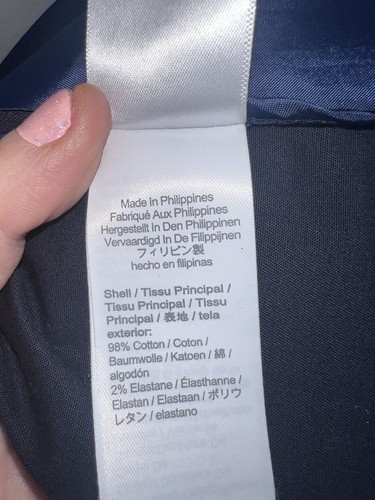 Made In Philippines
Fabriqué Aux Philippines
Hergestellt In Den Philippinen
Vervaardigd In De Filippijnen
フィリピン製
hecho en filipinas
Shell / Tissu Principal /
Tissu Principal / Tissu
Principal / 表地 / tela
exterior:
98% Cotton / Coton /
Baumwolle / Katoen / 綿 /
algodón
2% Elastane / Élasthanne /
Elastan / Elastaan / ポリウ
レタン / elastano